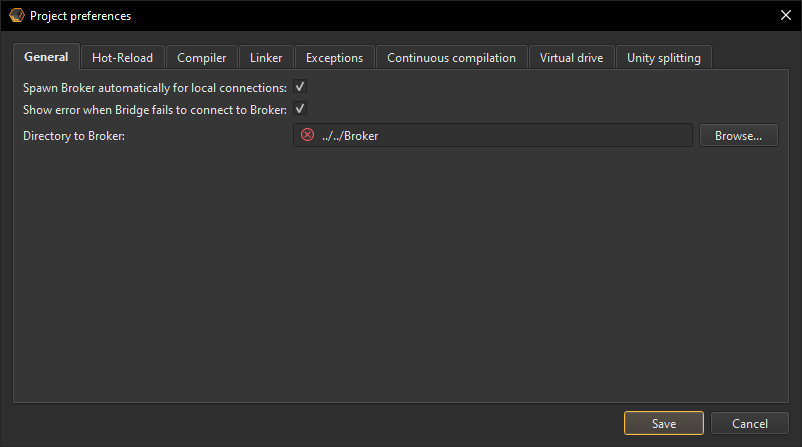 Project preferences
General Hot-Reload Compiler Linker Exceptions Continuous compilation Virtual drive Unity splitting
Spawn Broker automatically for local connections:
Show error when Bridge fails to connect to Broker:
Directory to Broker: ../../Broker Browse...
Save Cancel